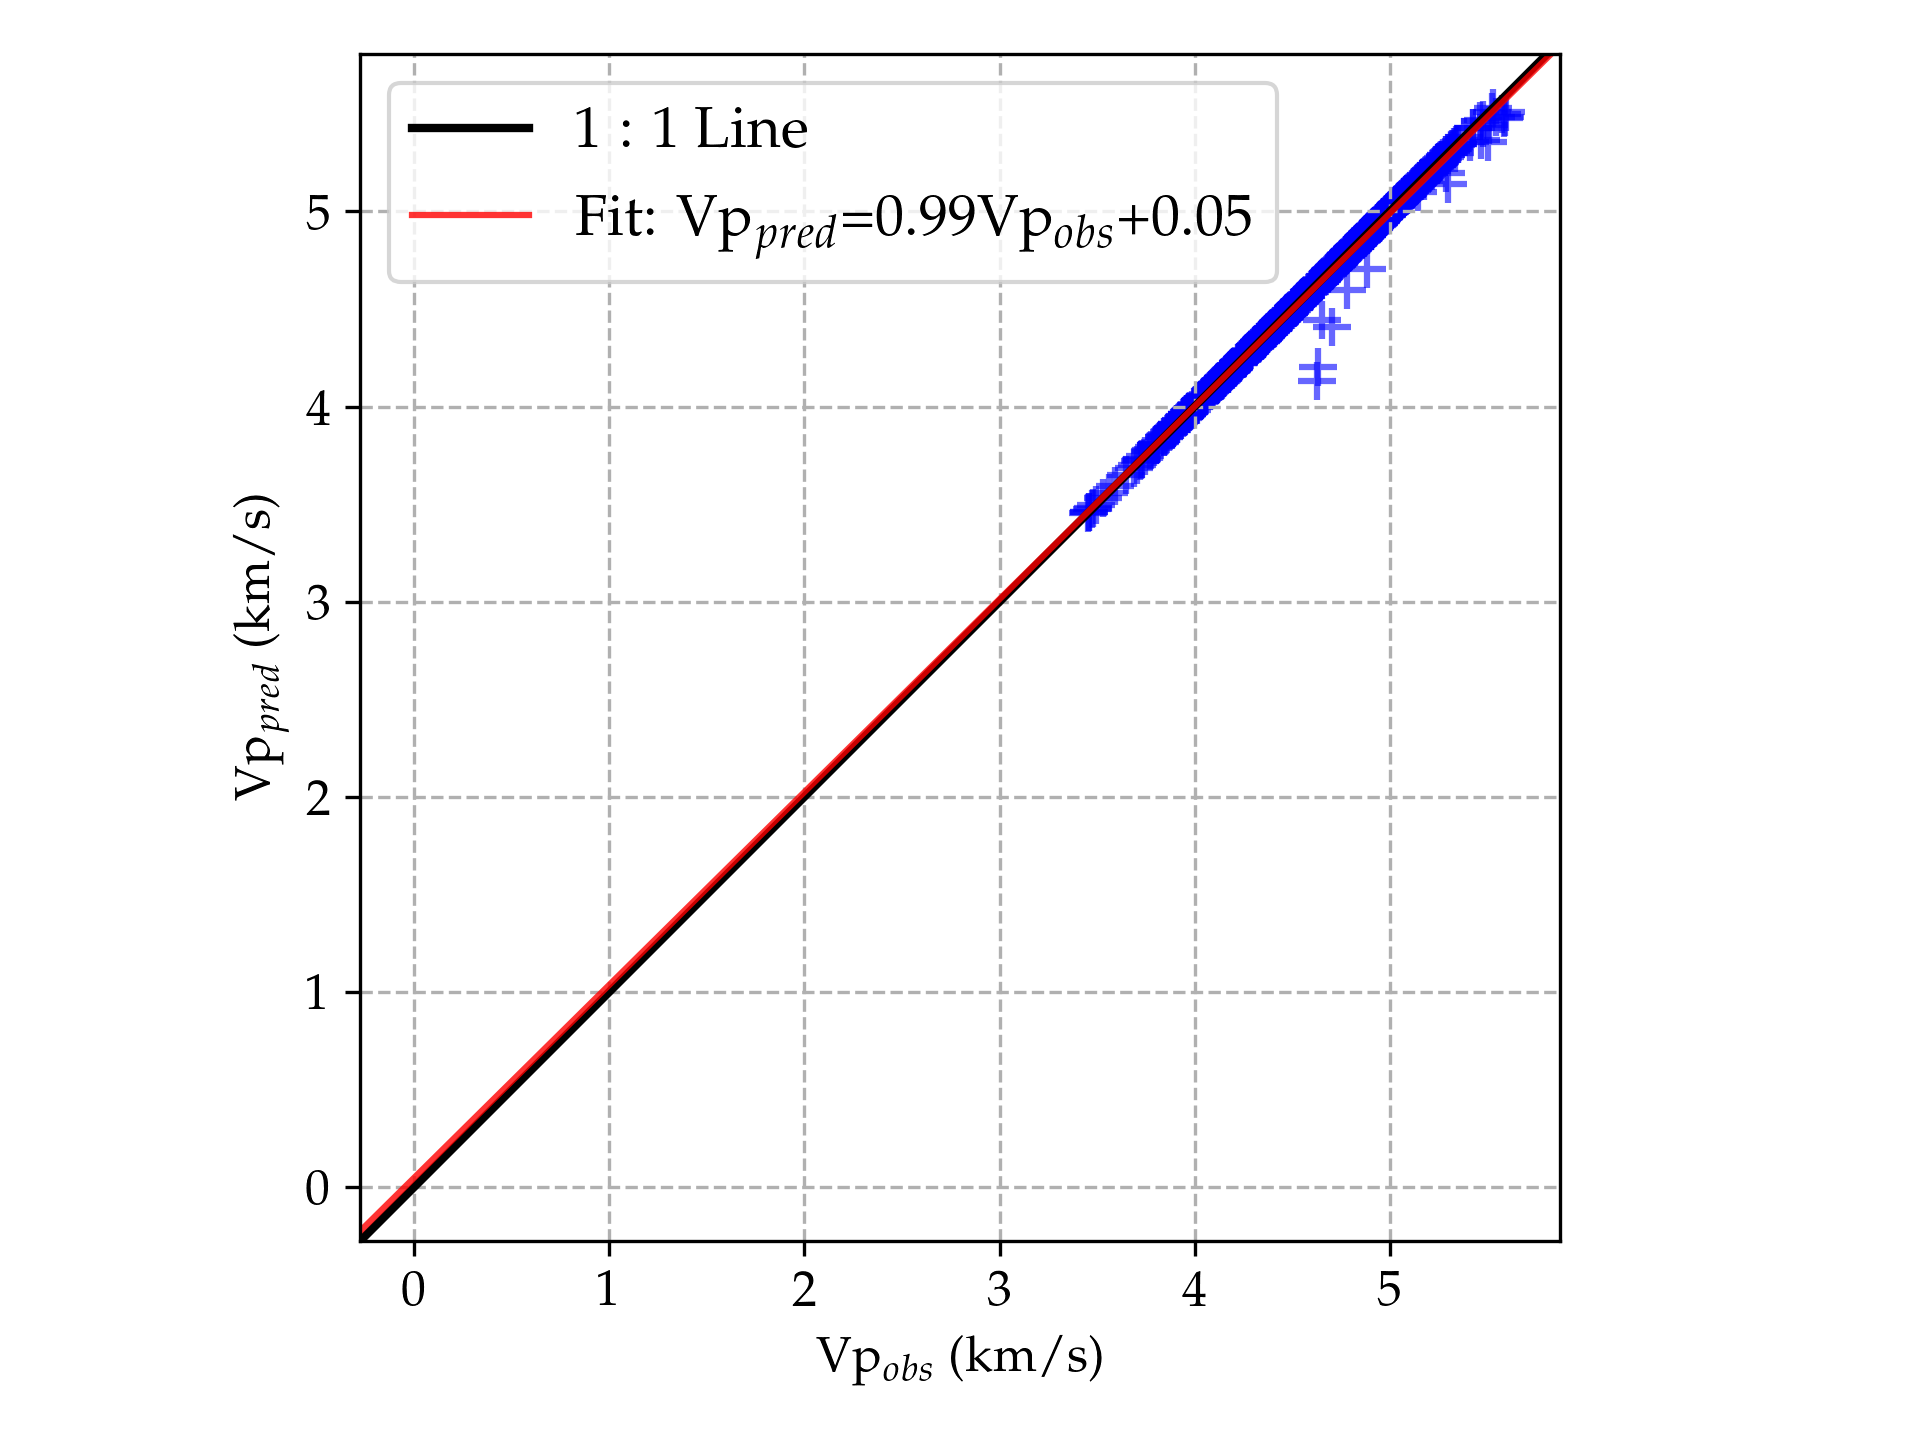 1 : 1 Line
Fit: Vp_pred=0.99Vp_obs+0.05
5
4
3
2
1
0
Vp_pred (km/s)
0 1 2 3 4 5
Vp_obs (km/s)